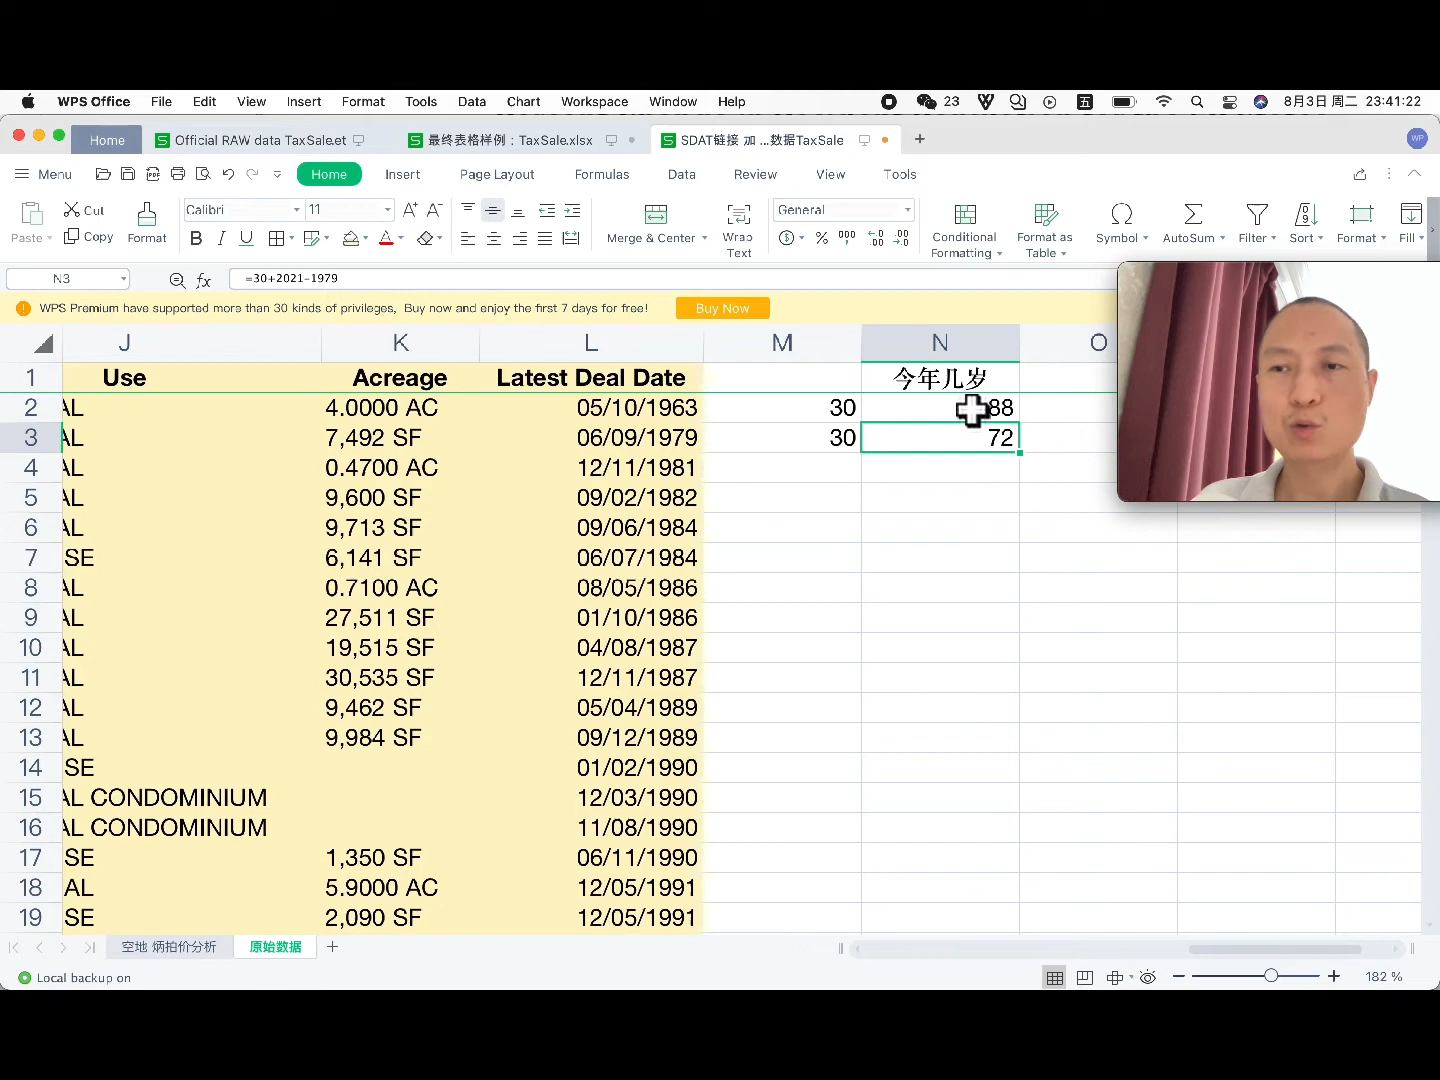 WPS Office File Edit View Insert Format Tools Data Chart Workspace Window Help 23 五 8月3日 周二 23:41:22
Home Official RAW data TaxSale.et 最终表格样例：TaxSale.xlsx SDAT链接 加 ...数据TaxSale WP
Menu Home Insert Page Layout Formulas Data Review View Tools
Paste Cut Copy Format Calibri 11 A+ A- B I U Merge & Center Wrap Text General Conditional Formatting Format as Table Symbol AutoSum Filter Sort Format Fill
N3 fx =30+2021-1979
WPS Premium have supported more than 30 kinds of privileges, Buy now and enjoy the first 7 days for free! Buy Now
J K L M N O
1 Use Acreage Latest Deal Date 今年几岁
2 AL 4.0000 AC 05/10/1963 30 88
3 AL 7,492 SF 06/09/1979 30 72
4 AL 0.4700 AC 12/11/1981
5 AL 9,600 SF 09/02/1982
6 AL 9,713 SF 09/06/1984
7 SE 6,141 SF 06/07/1984
8 AL 0.7100 AC 08/05/1986
9 AL 27,511 SF 01/10/1986
10 AL 19,515 SF 04/08/1987
11 AL 30,535 SF 12/11/1987
12 AL 9,462 SF 05/04/1989
13 AL 9,984 SF 09/12/1989
14 SE 01/02/1990
15 AL CONDOMINIUM 12/03/1990
16 AL CONDOMINIUM 11/08/1990
17 SE 1,350 SF 06/11/1990
18 AL 5.9000 AC 12/05/1991
19 SE 2,090 SF 12/05/1991
空地 炳拍价分析 原始数据
Local backup on 182 %